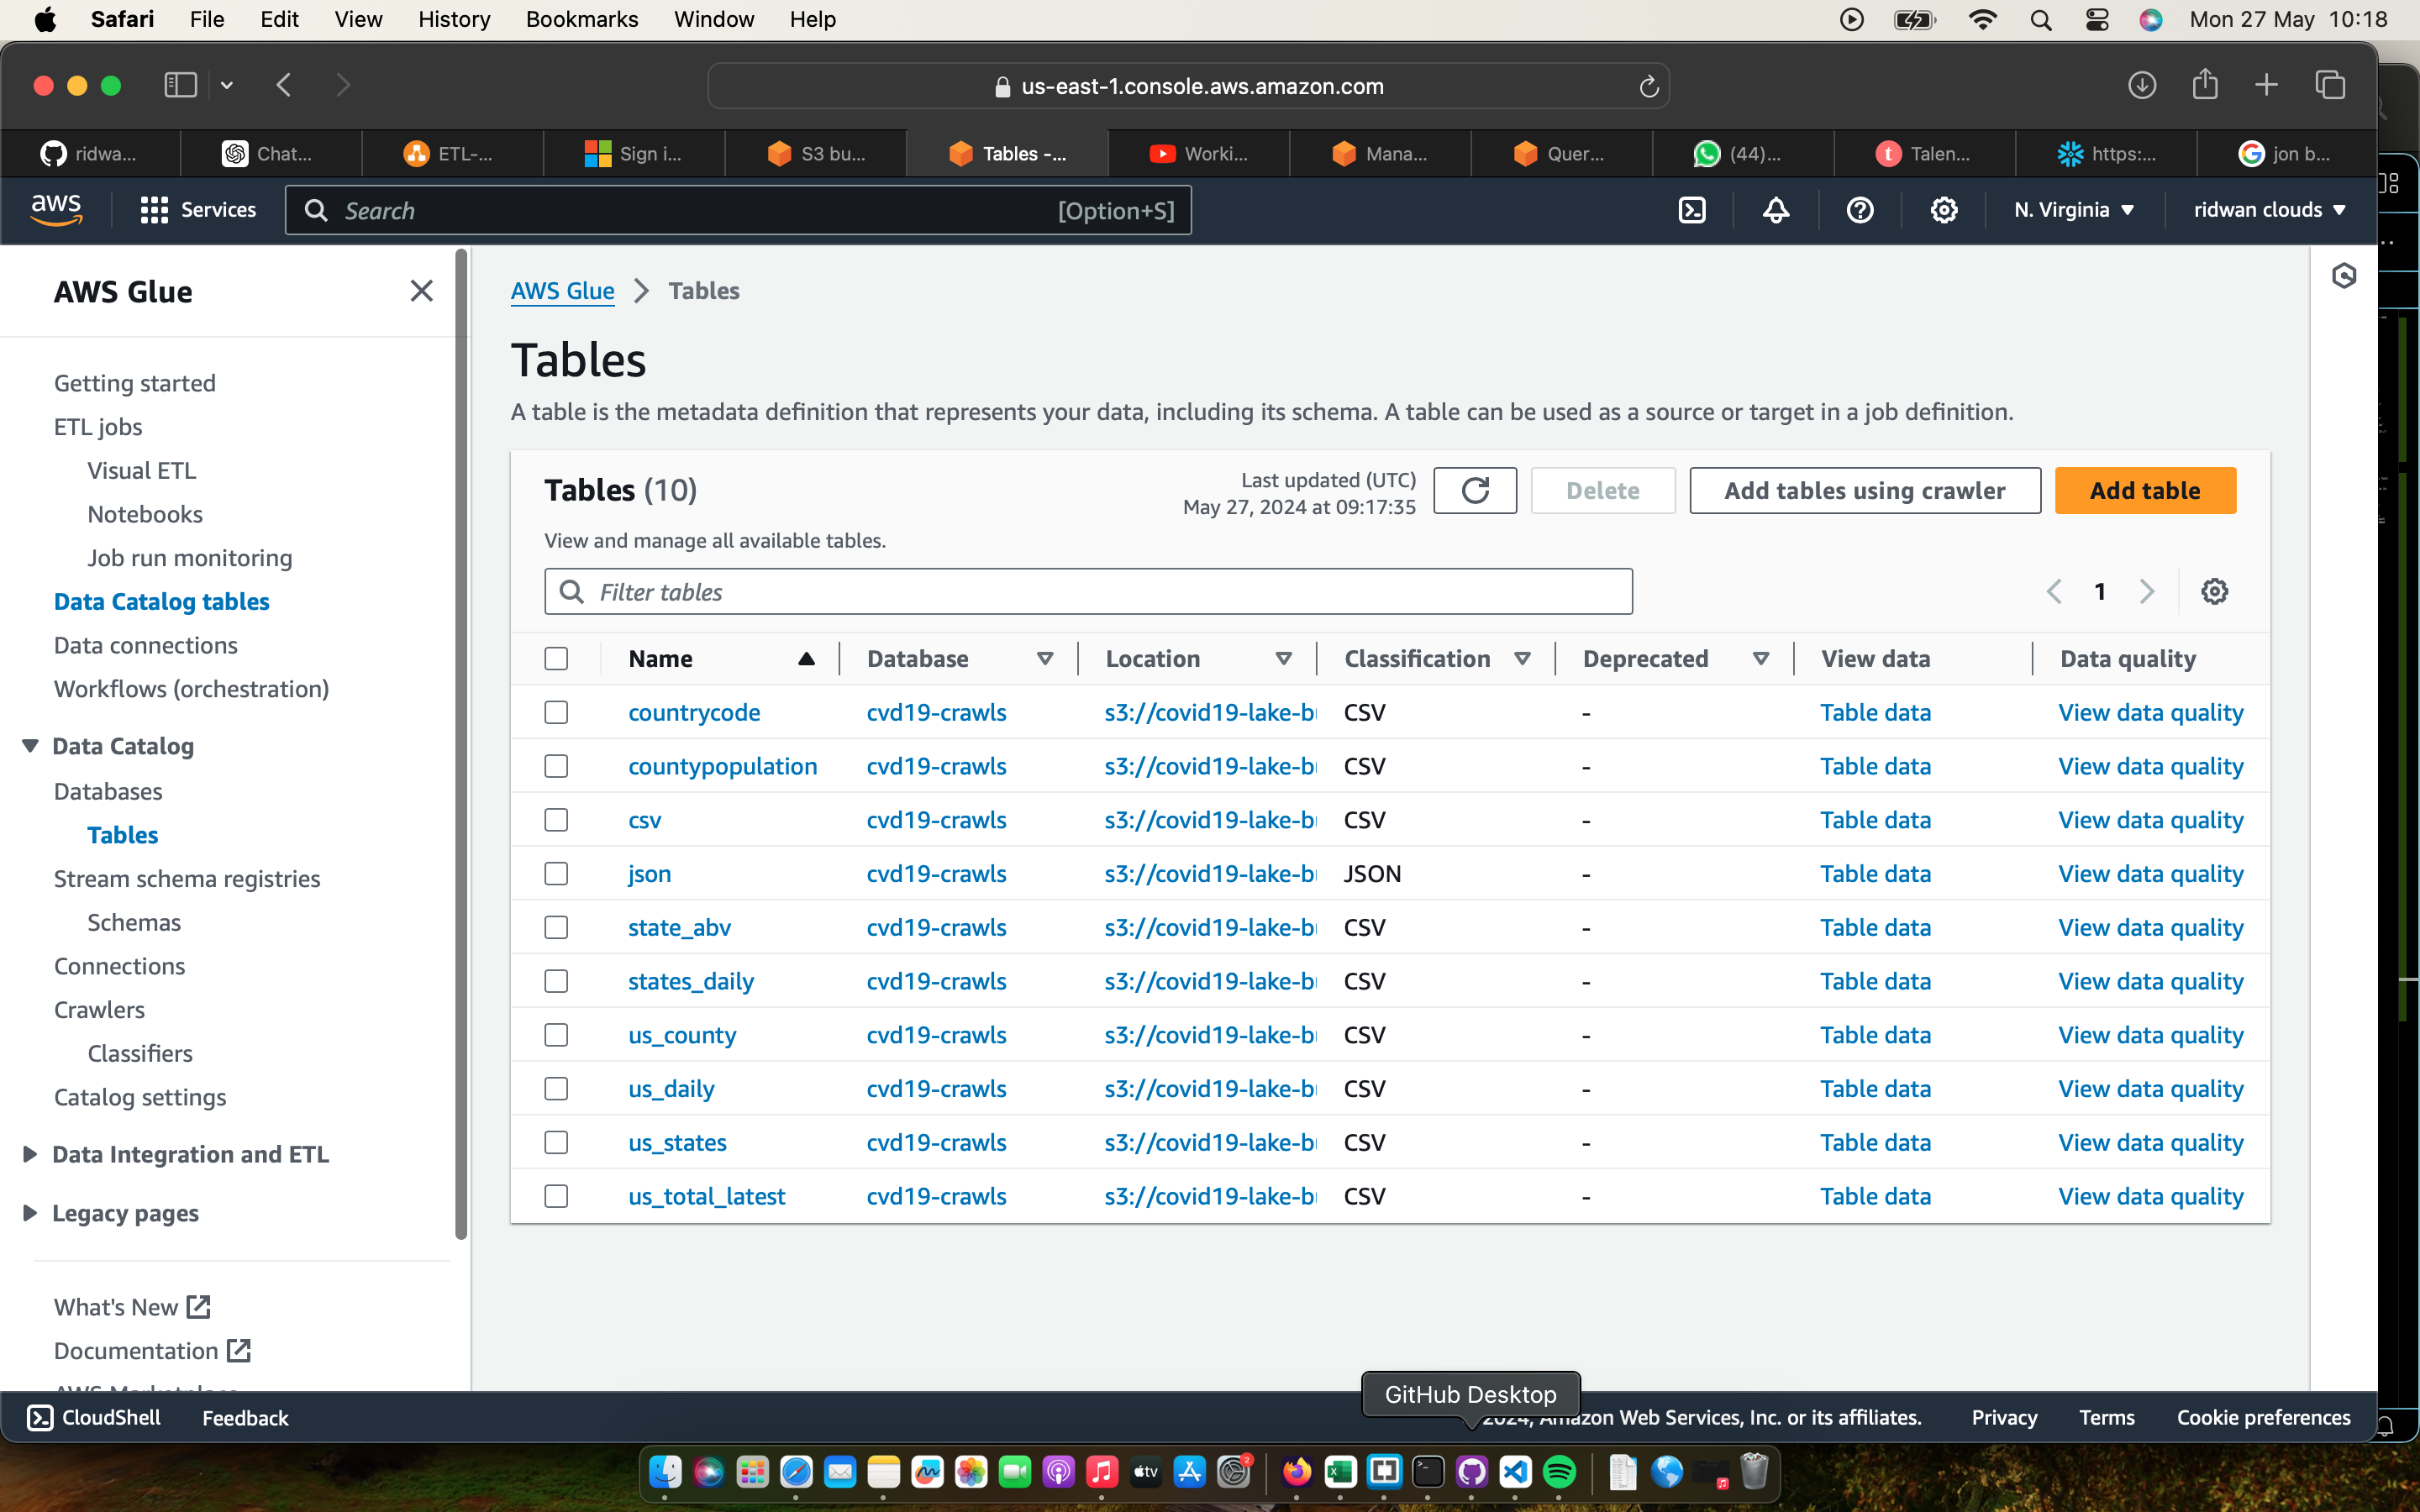 Safari File Edit View History Bookmarks Window Help Mon 27 May 10:18
us-east-1.console.aws.amazon.com
ridwa... Chat... ETL-... Sign i... S3 bu... Tables -... Worki... Mana... Quer... (44)... Talen... https:... jon b...
aws Services Search [Option+S] N. Virginia ridwan clouds
AWS Glue
Getting started
ETL jobs
Visual ETL
Notebooks
Job run monitoring
Data Catalog tables
Data connections
Workflows (orchestration)
Data Catalog
Databases
Tables
Stream schema registries
Schemas
Connections
Crawlers
Classifiers
Catalog settings
Data Integration and ETL
Legacy pages
What's New
Documentation
AWS Glue > Tables
Tables
A table is the metadata definition that represents your data, including its schema. A table can be used as a source or target in a job definition.
Tables (10)
Last updated (UTC)
May 27, 2024 at 09:17:35
Delete Add tables using crawler Add table
View and manage all available tables.
Filter tables 1
Name Database Location Classification Deprecated View data Data quality
countrycode cvd19-crawls s3://covid19-lake-b CSV - Table data View data quality
countypopulation cvd19-crawls s3://covid19-lake-b CSV - Table data View data quality
csv cvd19-crawls s3://covid19-lake-b CSV - Table data View data quality
json cvd19-crawls s3://covid19-lake-b JSON - Table data View data quality
state_abv cvd19-crawls s3://covid19-lake-b CSV - Table data View data quality
states_daily cvd19-crawls s3://covid19-lake-b CSV - Table data View data quality
us_county cvd19-crawls s3://covid19-lake-b CSV - Table data View data quality
us_daily cvd19-crawls s3://covid19-lake-b CSV - Table data View data quality
us_states cvd19-crawls s3://covid19-lake-b CSV - Table data View data quality
us_total_latest cvd19-crawls s3://covid19-lake-b CSV - Table data View data quality
GitHub Desktop
CloudShell Feedback 2024, Amazon Web Services, Inc. or its affiliates. Privacy Terms Cookie preferences
tv 2